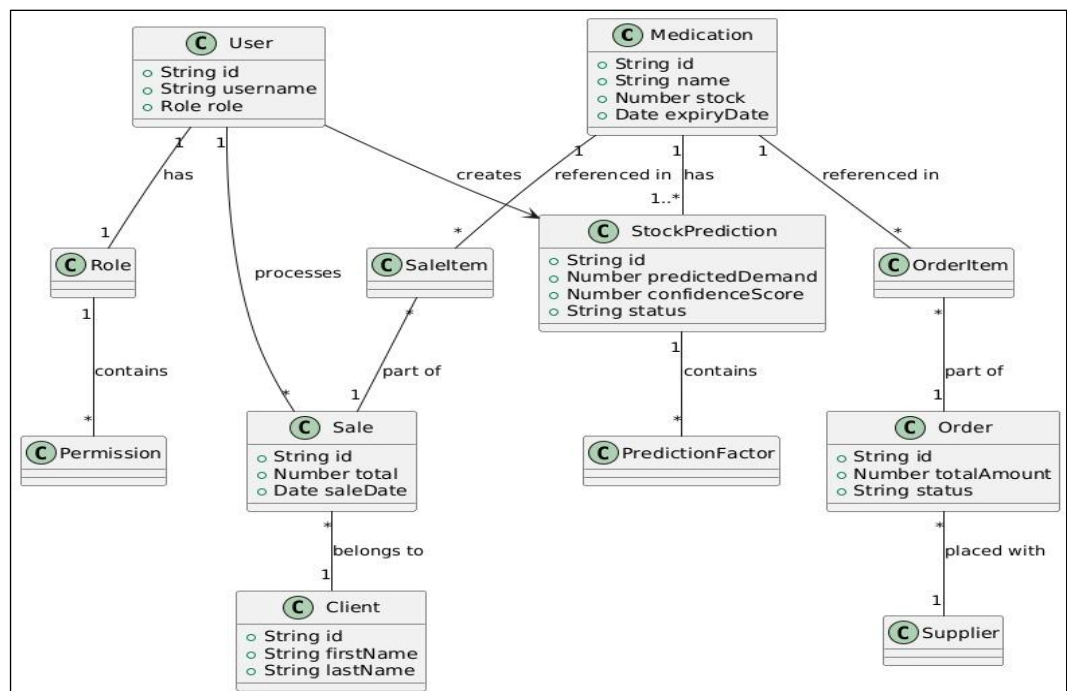 C User
String id
String username
Role role
C Medication
String id
String name
Number stock
Date expiryDate
1
1
1
1
1
has
creates
referenced in
has
referenced in
1..*
1
*
*
C Role
processes
C SaleItem
C StockPrediction
String id
Number predictedDemand
Number confidenceScore
String status
C OrderItem
1
*
1
*
contains
part of
contains
part of
*
*
1
*
1
C Permission
C Sale
String id
Number total
Date saleDate
C PredictionFactor
C Order
String id
Number totalAmount
String status
*
belongs to
1
*
placed with
1
C Client
String id
String firstName
String lastName
C Supplier